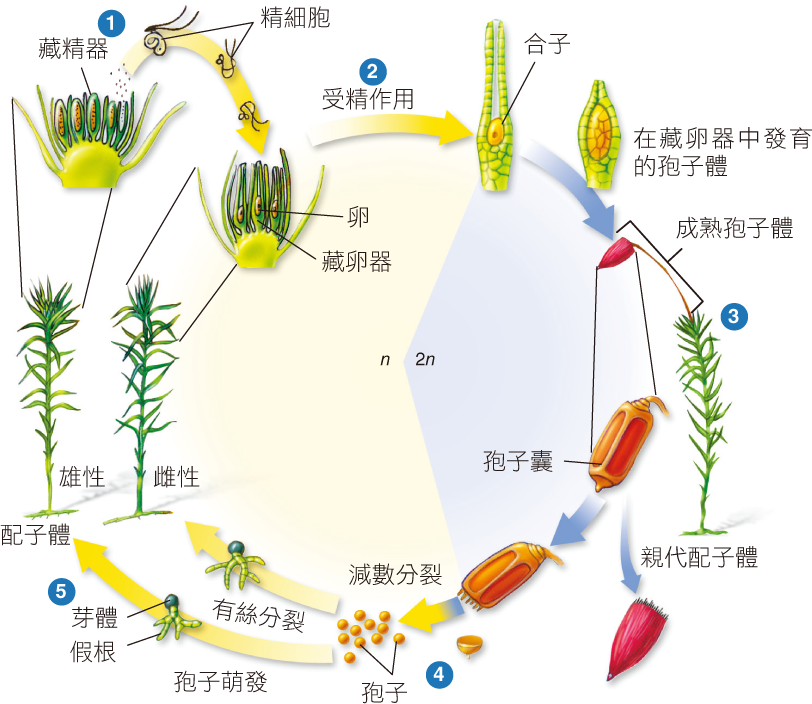 1
精細胞
藏精器
2
受精作用
合子
在藏卵器中發育
的孢子體
卵
藏卵器
成熟孢子體
3
n
2n
孢子囊
雄性
雌性
配子體
親代配子體
減數分裂
5
芽體
假根
有絲分裂
孢子萌發
孢子
4